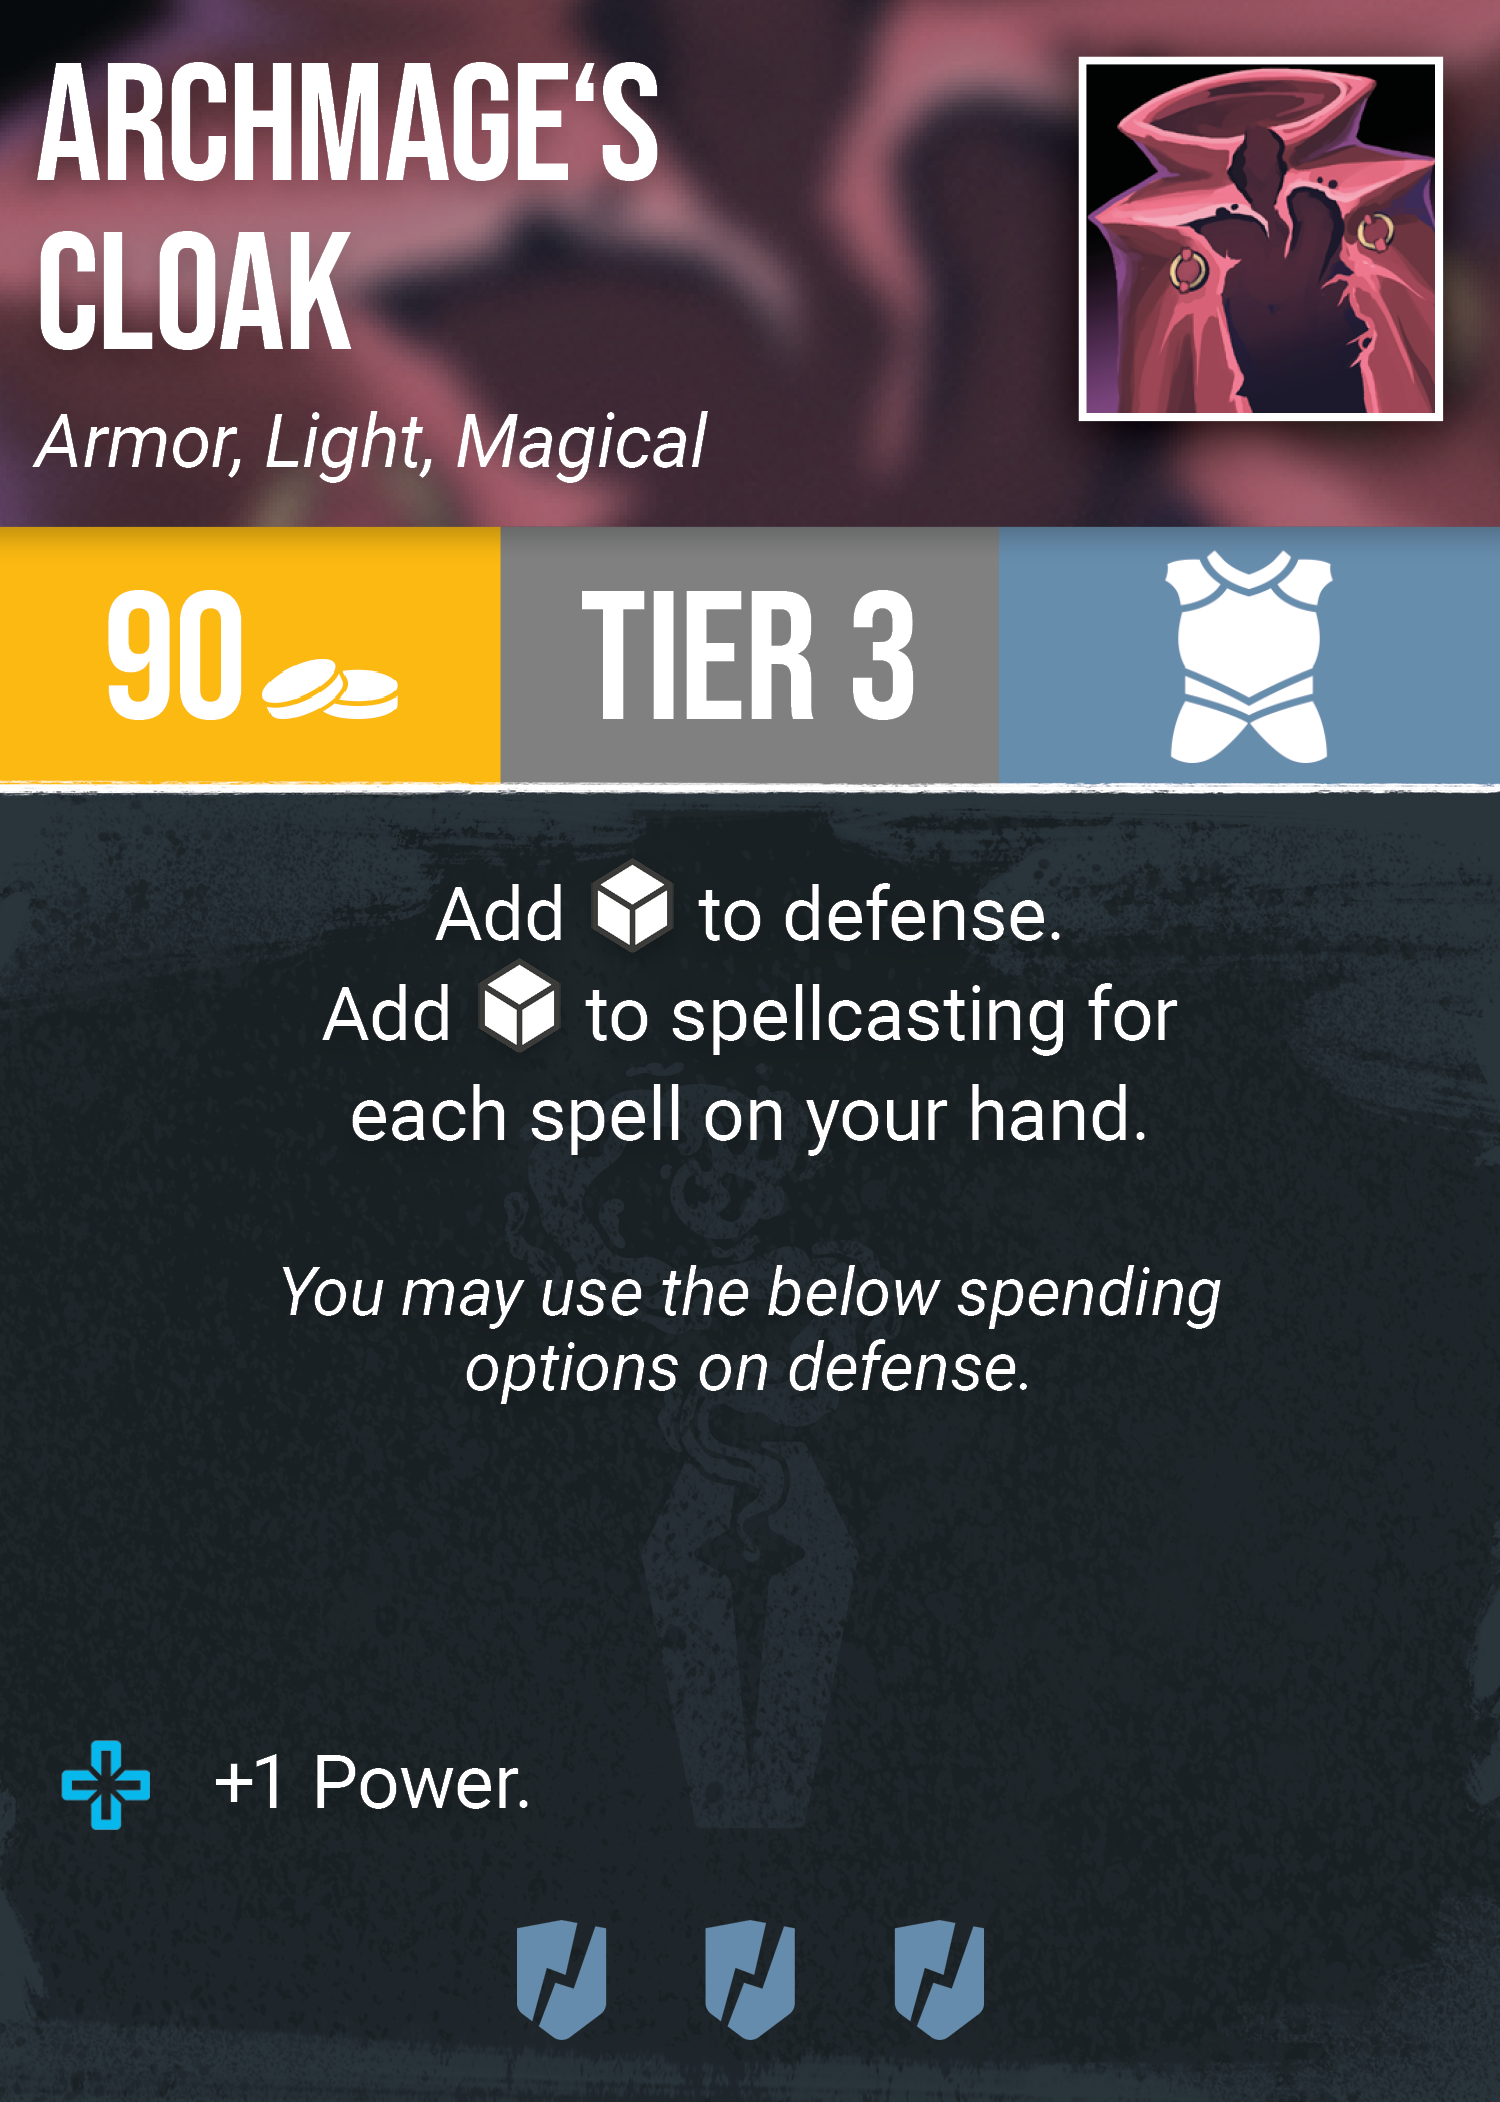 ARCHMAGE‘S
CLOAK
Armor, Light, Magical
90
TIER 3
Add to defense.
Add to spellcasting for
each spell on your hand.
You may use the below spending
options on defense.
+1 Power.